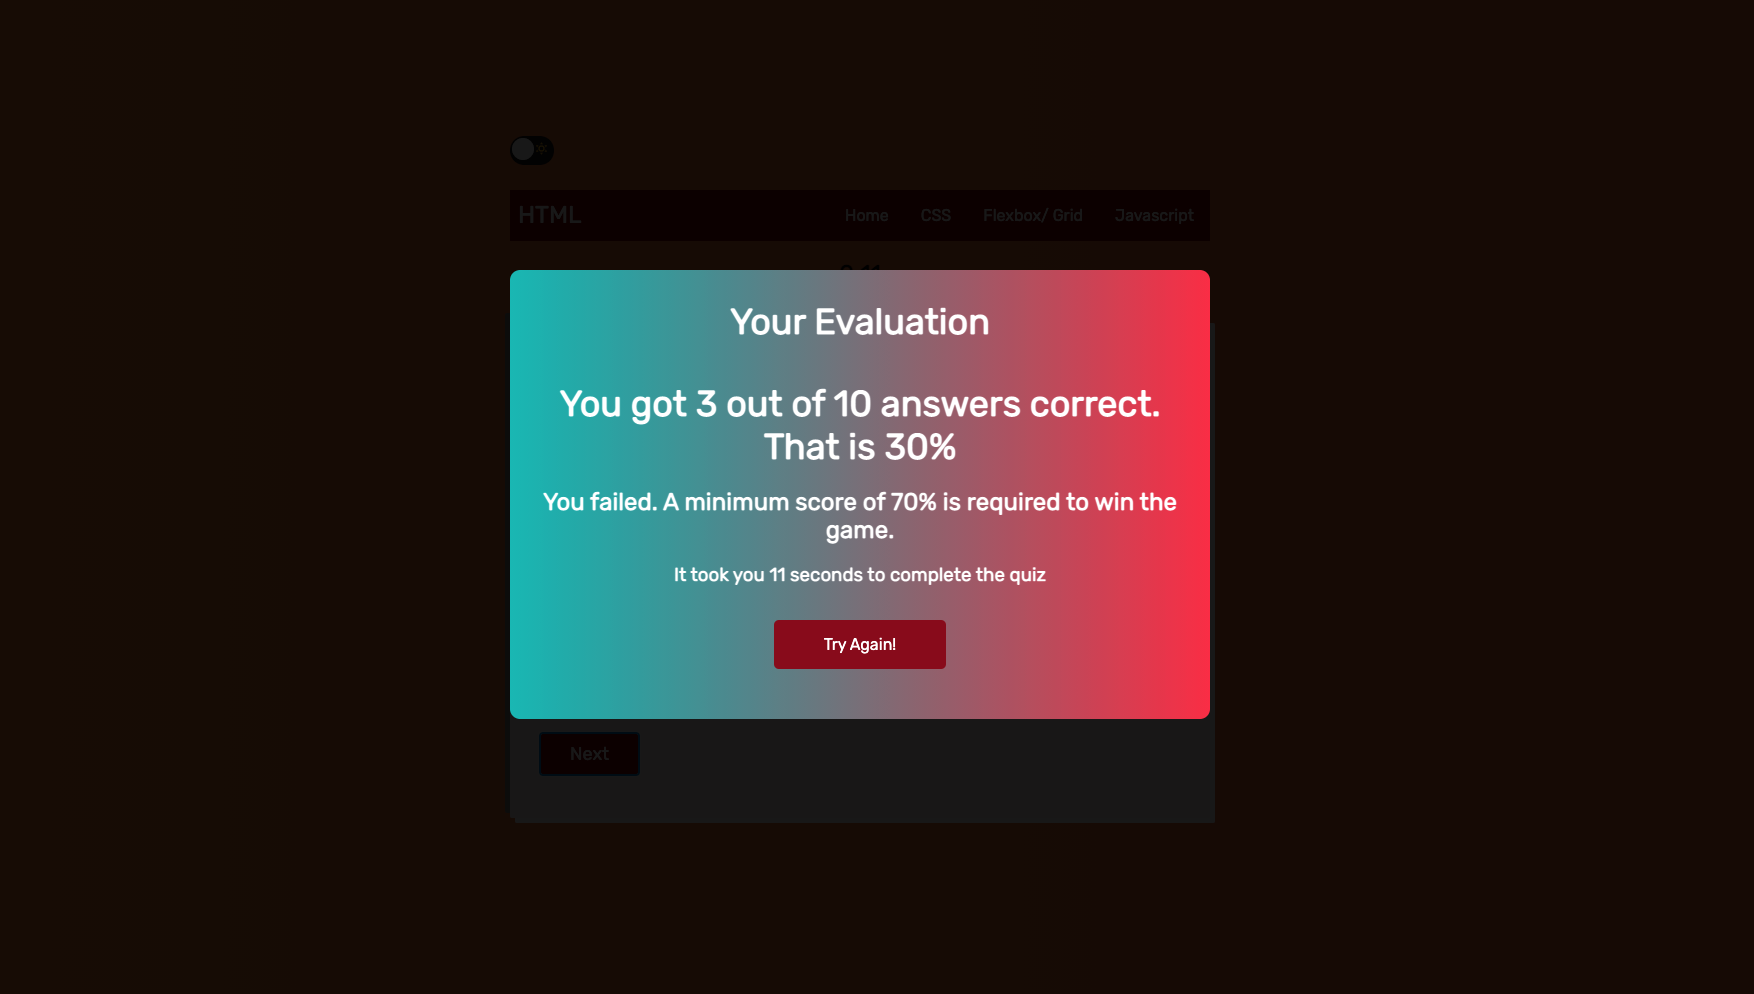 HTML
Home CSS Flexbox/ Grid Javascript
Your Evaluation
You got 3 out of 10 answers correct.
That is 30%
You failed. A minimum score of 70% is required to win the
game.
It took you 11 seconds to complete the quiz
Try Again!
Next